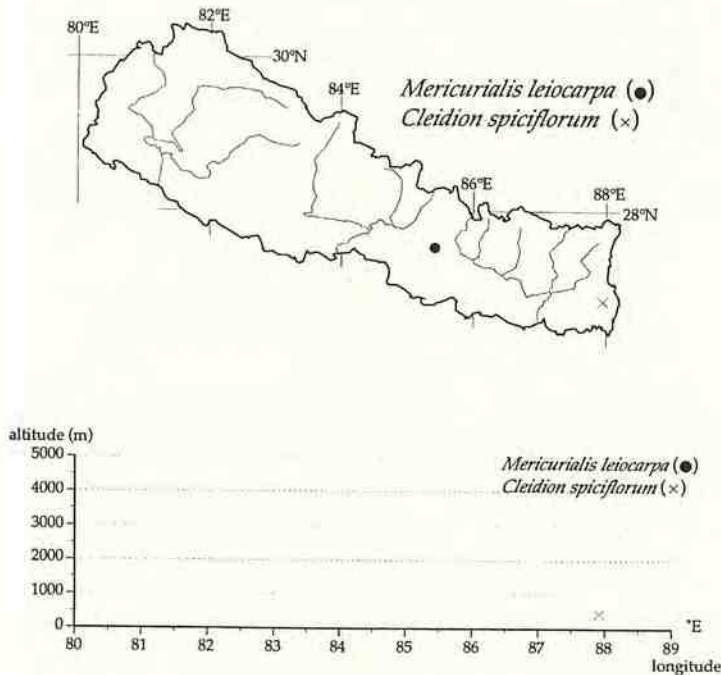 82°E
80°E
30°N
84°E
Mericurialis leiocarpa (●)
Cleidion spiciflorum (×)
86°E
88°E
28°N
altitude (m)
5000
4000
3000
2000
1000
0
Mericurialis leiocarpa (●)
Cleidion spiciflorum (×)
80 81 82 83 84 85 86 87 88 89
°E
longitude